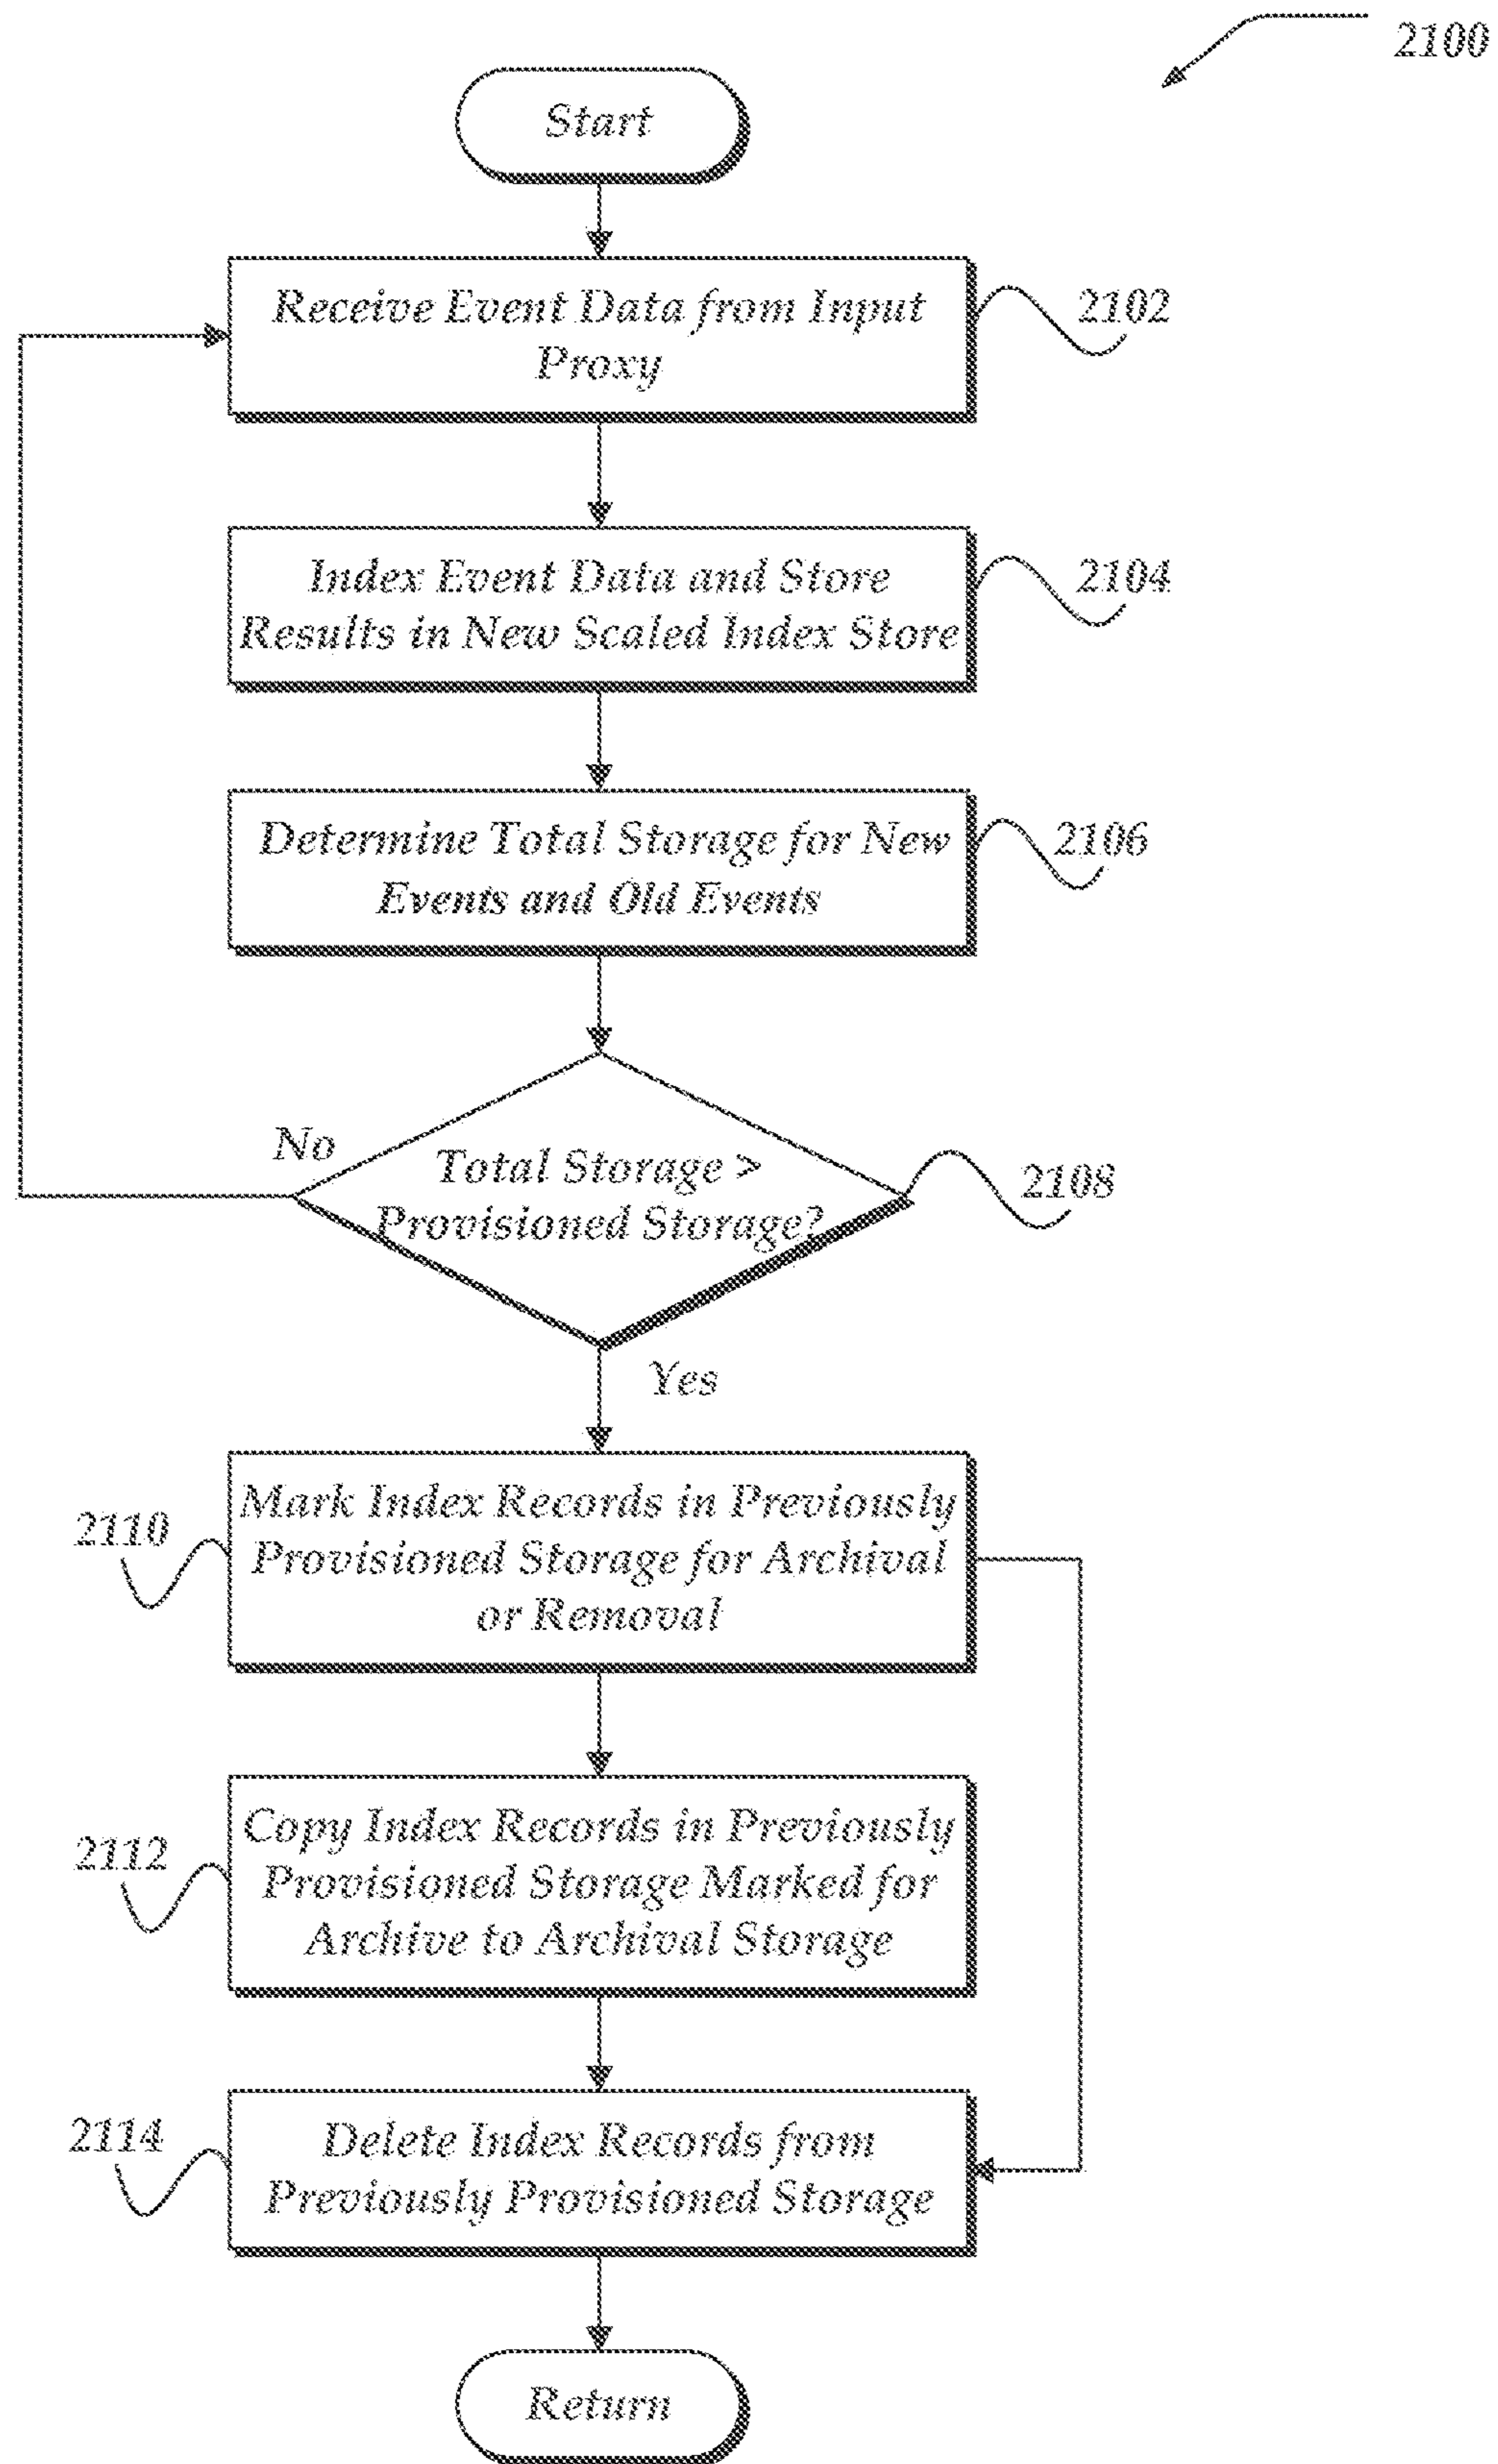 2100
Start
Receive Event Data from Input
Proxy
2102
Index Event Data and Store
Results in New Scaled Index Store
2104
Determine Total Storage for New
Events and Old Events
2106
No
Total Storage >
Provisioned Storage?
2108
Yes
Mark Index Records in Previously
Provisioned Storage for Archival
or Removal
2110
Copy Index Records in Previously
Provisioned Storage Marked for
Archive to Archival Storage
2112
Delete Index Records from
Previously Provisioned Storage
2114
Return